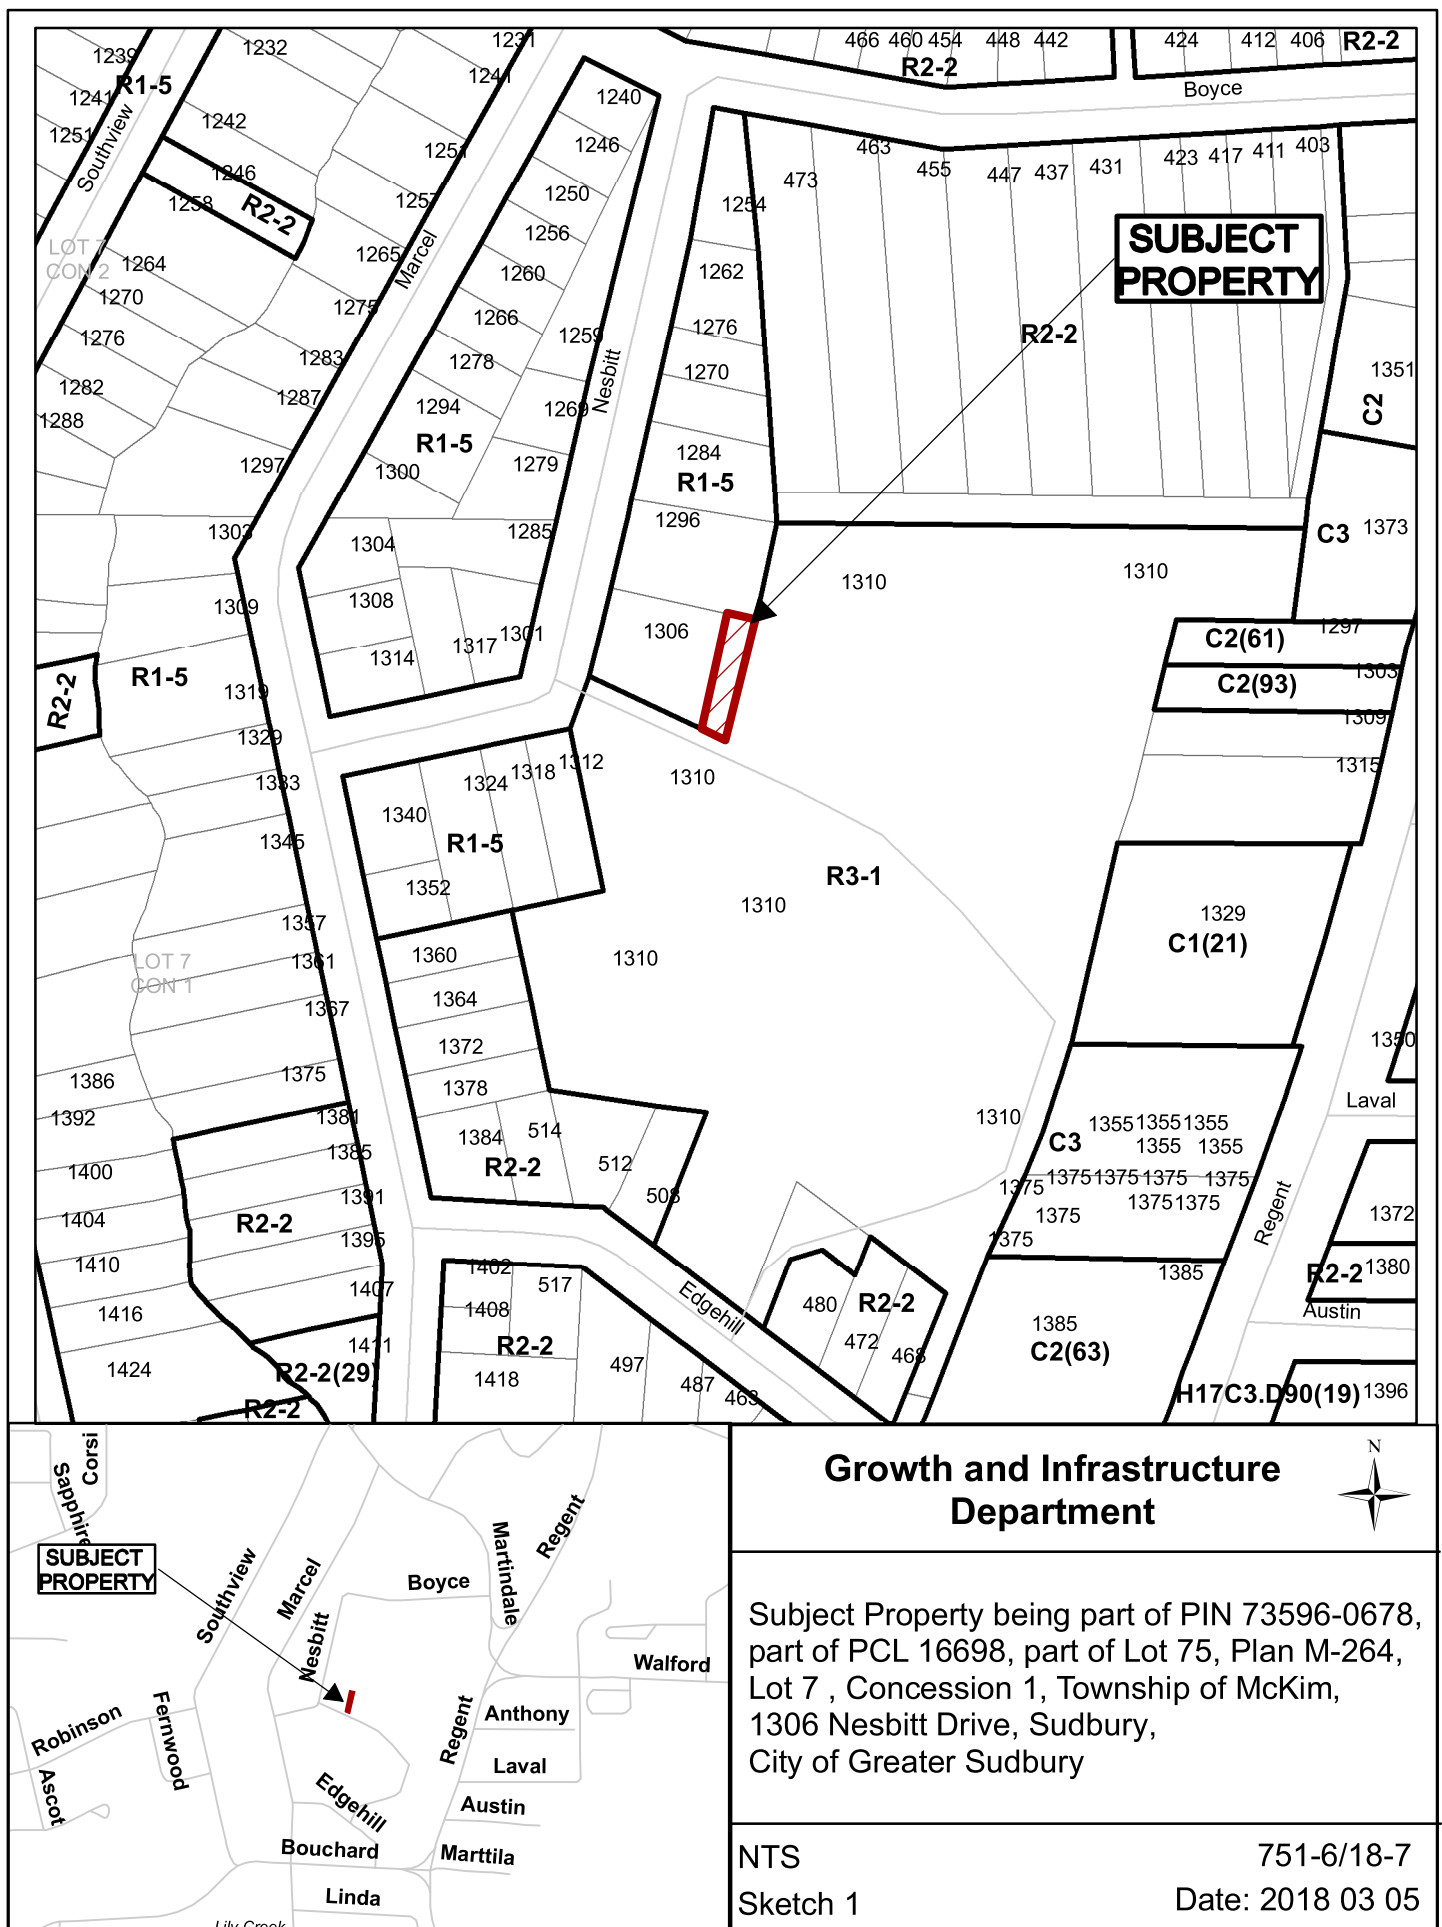 1239
1232
1231
466 460 454 448 442
424 412 406 R2-2
R2-2
1241
R1-5
1241
1240
Boyce
1251
1242
1251
1246
463
455
447 437 431
423 417 411 403
Southview
1246
1258
R2-2
1257
1250
473
1254
LOT 7
CON 2
1264
1265
Marcel
1256
SUBJECT
PROPERTY
1270
1275
1260
1262
1276
1266
1259
1276
R2-2
1283
1278
Nesbitt
1270
1351
C2
1282
1287
1294
1269
1288
R1-5
1284
1297
1300
1279
R1-5
1296
1303
1304
1285
C3 1373
1310
1310
1309
1308
1306
1297
C2(61)
1317 1301
1314
R1-5
1303
C2(93)
R2-2
1319
1309
1329
1312
1315
1333
1324 1318
1310
1340
1345
R1-5
R3-1
1352
1310
1329
C1(21)
1357
LOT 7
CON 1
1361
1360
1310
1367
1364
1350
1372
1386
1375
1378
Laval
1392
1381
1310
1384 514
1355 1355 1355
C3
1355 1355
1385
1400
R2-2
512
1391
508
1375 1375 1375 1375 1375
1375 1375
1375
1404
R2-2
1395
1375
Regent
1372
1410
1402
1385
R2-2 1380
1407
517
Edgehill
1416
1408
480 R2-2
Austin
1411
R2-2
1385
472
468
C2(63)
1424
R2-2(29)
1418
497
487
463
R2-2
H17C3.D90(19) 1396
Corsi
Sapphire
SUBJECT
PROPERTY
Southview
Marcel
Nesbitt
Boyce
Martindale
Regent
Walford
Robinson
Fernwood
Regent
Anthony
Ascot
Laval
Edgehill
Austin
Bouchard
Marttila
Linda
Lily Creek
Growth and Infrastructure
Department
N
Subject Property being part of PIN 73596-0678,
part of PCL 16698, part of Lot 75, Plan M-264,
Lot 7 , Concession 1, Township of McKim,
1306 Nesbitt Drive, Sudbury,
City of Greater Sudbury
NTS
751-6/18-7
Sketch 1
Date: 2018 03 05